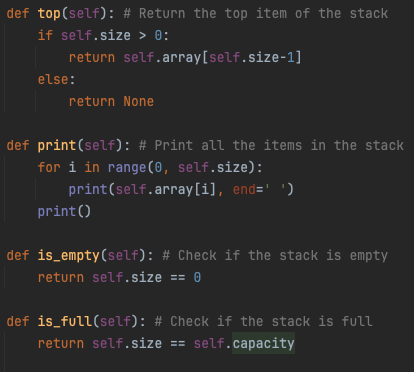 def top(self): # Return the top item of the stack
    if self.size > 0:
        return self.array[self.size-1]
    else:
        return None

def print(self): # Print all the items in the stack
    for i in range(0, self.size):
        print(self.array[i], end=' ')
    print()

def is_empty(self): # Check if the stack is empty
    return self.size == 0

def is_full(self): # Check if the stack is full
    return self.size == self.capacity